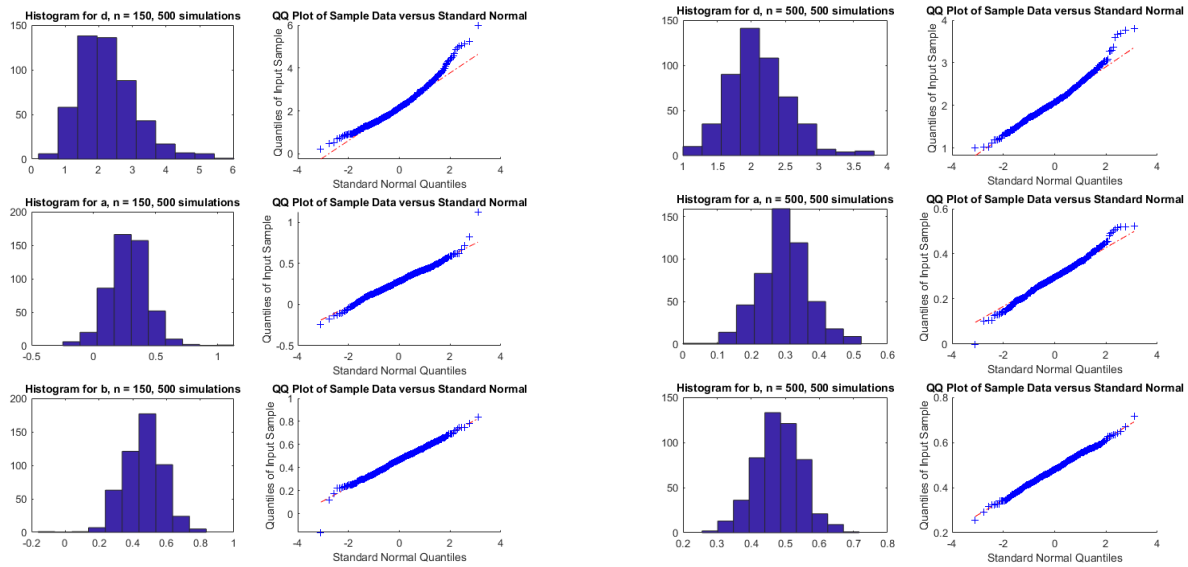 Histogram for d, n = 150, 500 simulations
150
100
50
0
0 1 2 3 4 5 6
QQ Plot of Sample Data versus Standard Normal
Quantiles of Input Sample
6
4
2
0
-4 -2 0 2 4
Standard Normal Quantiles
Histogram for d, n = 500, 500 simulations
150
100
50
0
1 1.5 2 2.5 3 3.5 4
QQ Plot of Sample Data versus Standard Normal
Quantiles of Input Sample
4
3
2
1
-4 -2 0 2 4
Standard Normal Quantiles
Histogram for a, n = 150, 500 simulations
200
150
100
50
0
-0.5 0 0.5 1
QQ Plot of Sample Data versus Standard Normal
Quantiles of Input Sample
1
0.5
0
-0.5
-4 -2 0 2 4
Standard Normal Quantiles
Histogram for a, n = 500, 500 simulations
150
100
50
0
0 0.1 0.2 0.3 0.4 0.5 0.6
QQ Plot of Sample Data versus Standard Normal
Quantiles of Input Sample
0.6
0.4
0.2
0
-4 -2 0 2 4
Standard Normal Quantiles
Histogram for b, n = 150, 500 simulations
200
150
100
50
0
-0.2 0 0.2 0.4 0.6 0.8 1
QQ Plot of Sample Data versus Standard Normal
Quantiles of Input Sample
1
0.8
0.6
0.4
0.2
0
-4 -2 0 2 4
Standard Normal Quantiles
Histogram for b, n = 500, 500 simulations
150
100
50
0
0.2 0.3 0.4 0.5 0.6 0.7 0.8
QQ Plot of Sample Data versus Standard Normal
Quantiles of Input Sample
0.8
0.6
0.4
0.2
-4 -2 0 2 4
Standard Normal Quantiles